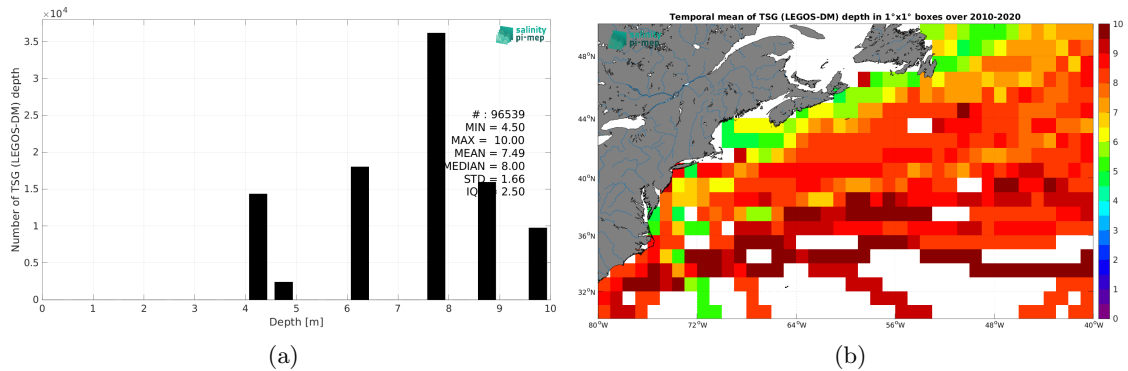 ×10⁴
3.5
3
2.5
2
1.5
1
0.5
0
Number of TSG (LEGOS-DM) depth
salinity
pi-mep
# : 96539
MIN = 4.50
MAX = 10.00
MEAN = 7.49
MEDIAN = 8.00
STD = 1.66
= 2.50
0 1 2 3 4 5 6 7 8 9 10
Depth [m]
(a)
Temporal mean of TSG (LEGOS-DM) depth in 1°x1° boxes over 2010-2020
salinity
pi-mep
48°N
44°N
40°N
36°N
32°N
80°W 72°W 64°W 56°W 48°W 40°W
10
9
8
7
6
5
4
3
2
1
0
(b)